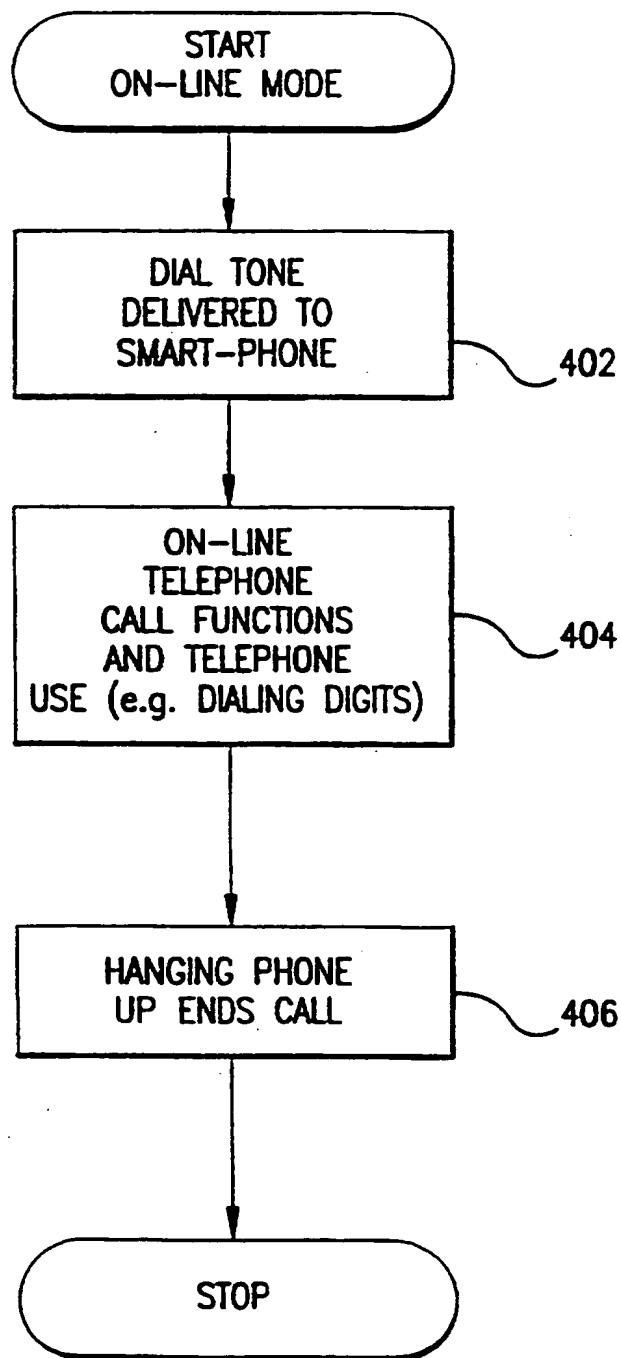 START
ON-LINE MODE
DIAL TONE
DELIVERED TO
SMART-PHONE
402
ON-LINE
TELEPHONE
CALL FUNCTIONS
AND TELEPHONE
USE (e.g. DIALING DIGITS)
404
HANGING PHONE
UP ENDS CALL
406
STOP